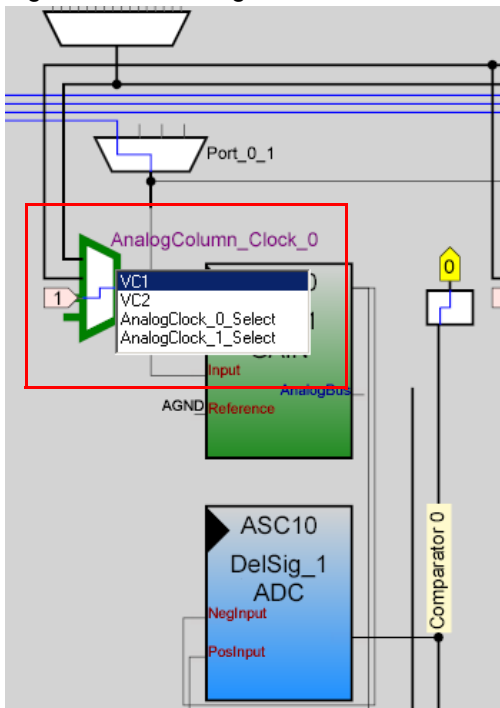 Port_0_1
AnalogColumn_Clock_0
0
1
VC1
VC2
AnalogClock_0_Select
AnalogClock_1_Select
Input
AnalogBus
AGND
Reference
ASC10
DelSig_1
ADC
NegInput
PosInput
Comparator 0